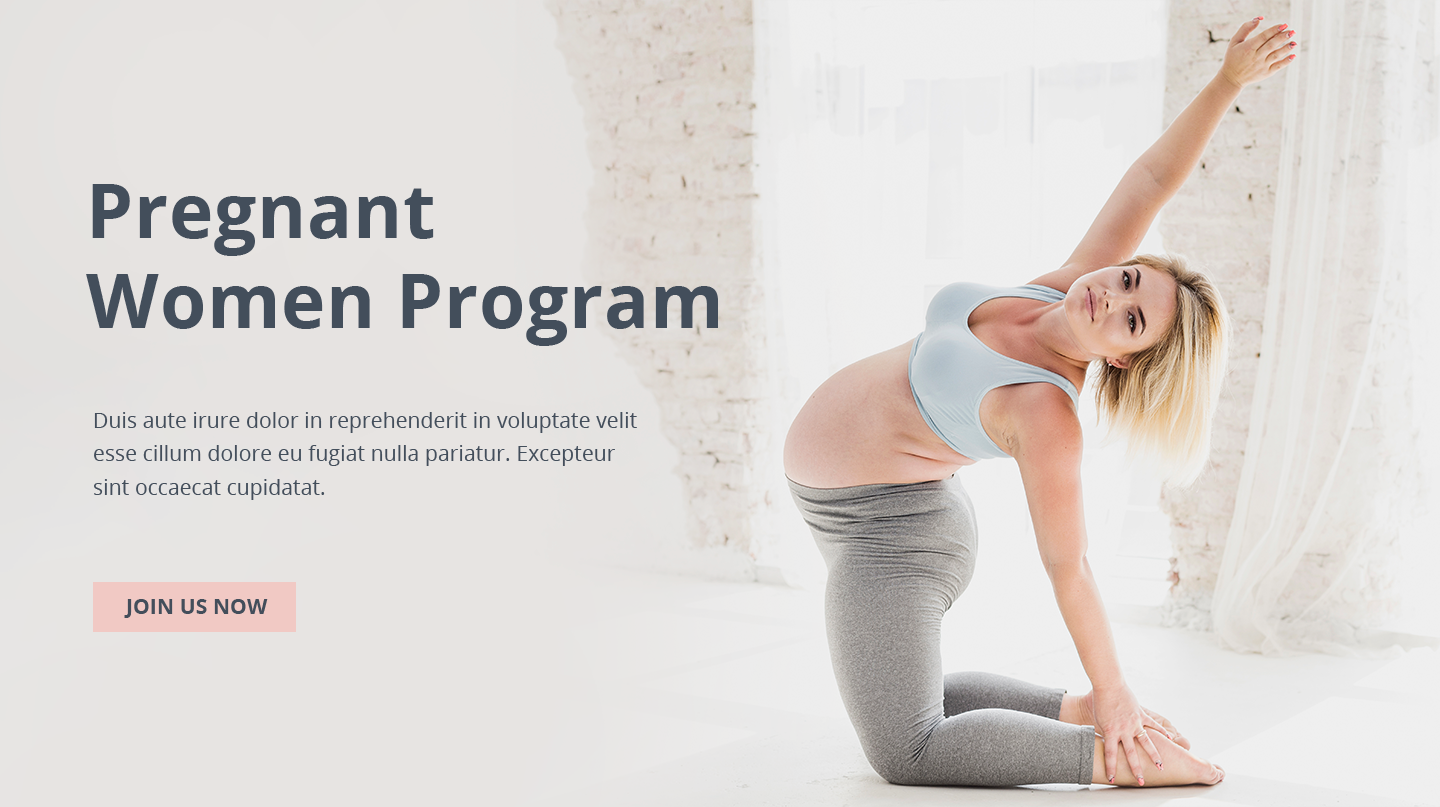 Pregnant
Women Program
Duis aute irure dolor in reprehenderit in voluptate velit
esse cillum dolore eu fugiat nulla pariatur. Excepteur
sint occaecat cupidatat.
JOIN US NOW